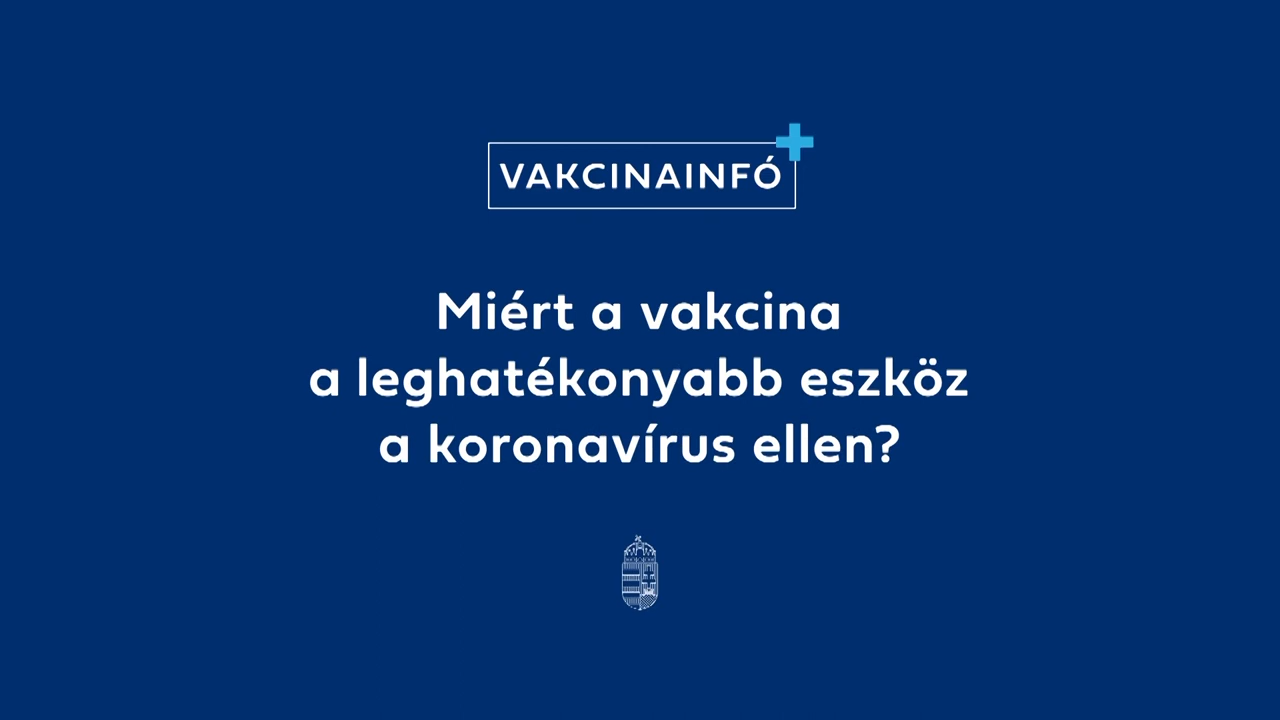 VAKCINAINFÓ
Miért a vakcina
a leghatékonyabb eszköz
a koronavírus ellen?